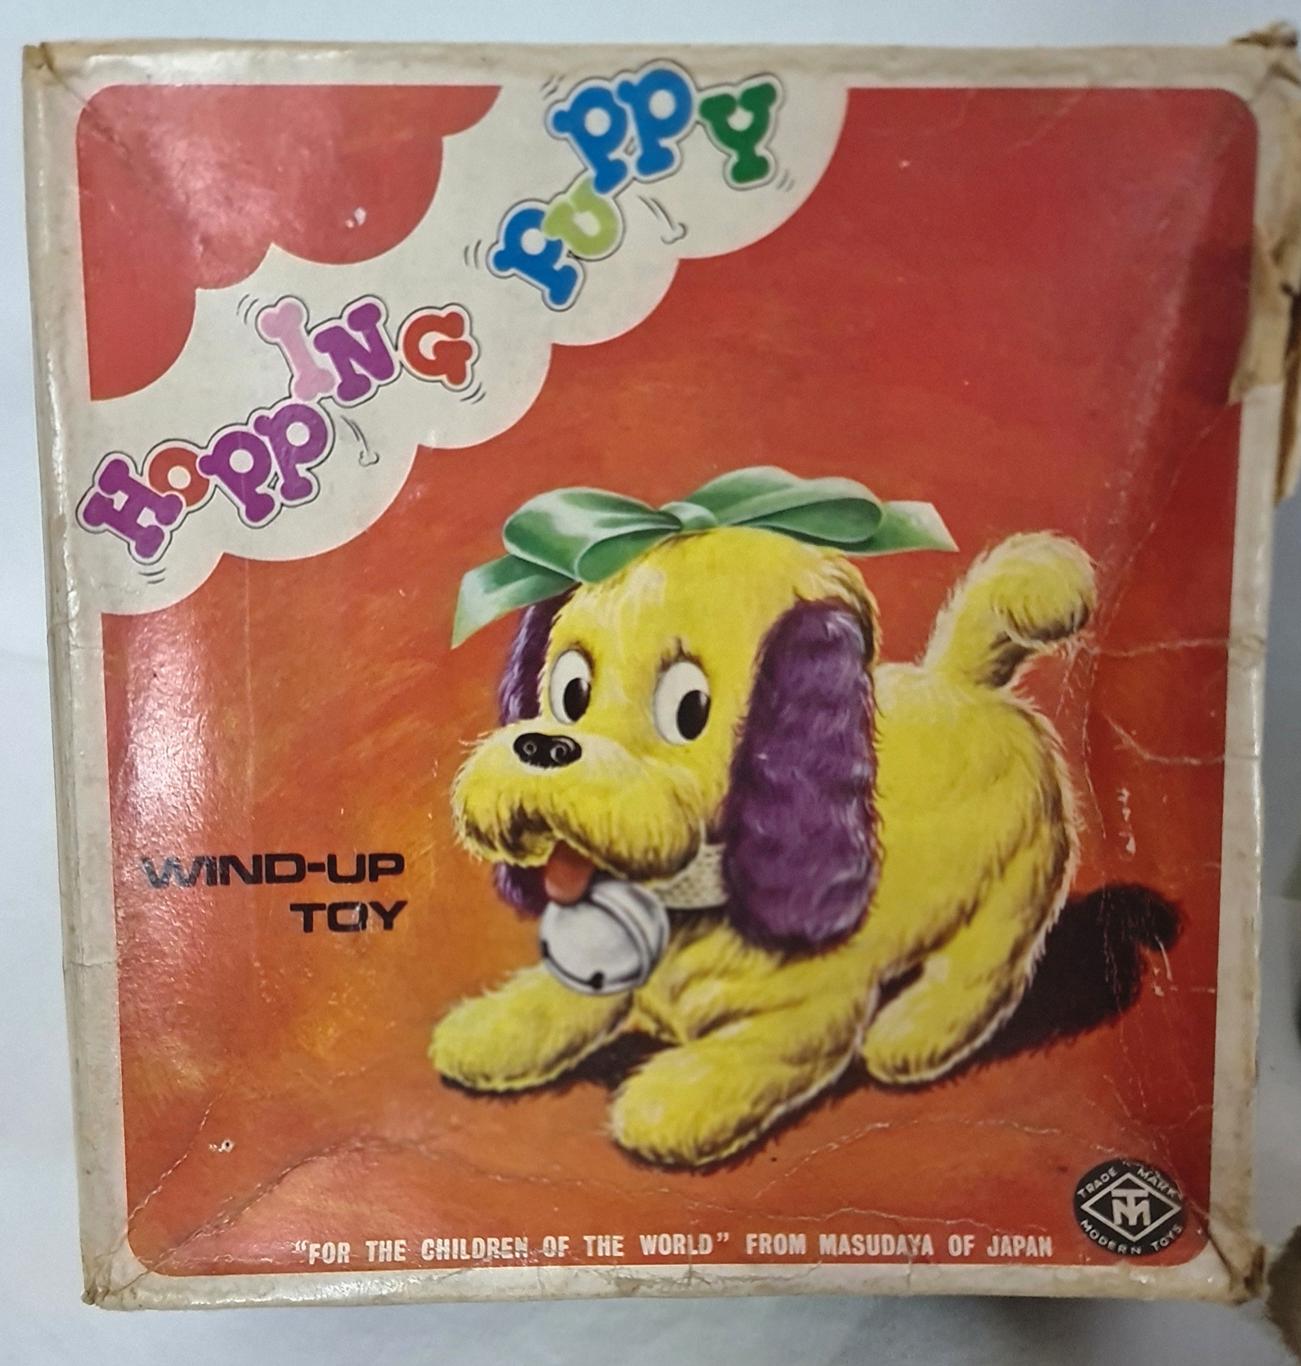 HoppING PuppY
WIND-UP
TOY
"FOR THE CHILDREN OF THE WORLD" FROM MASUDAYA OF JAPAN
TRADE MARK
TM
MODERN TOYS